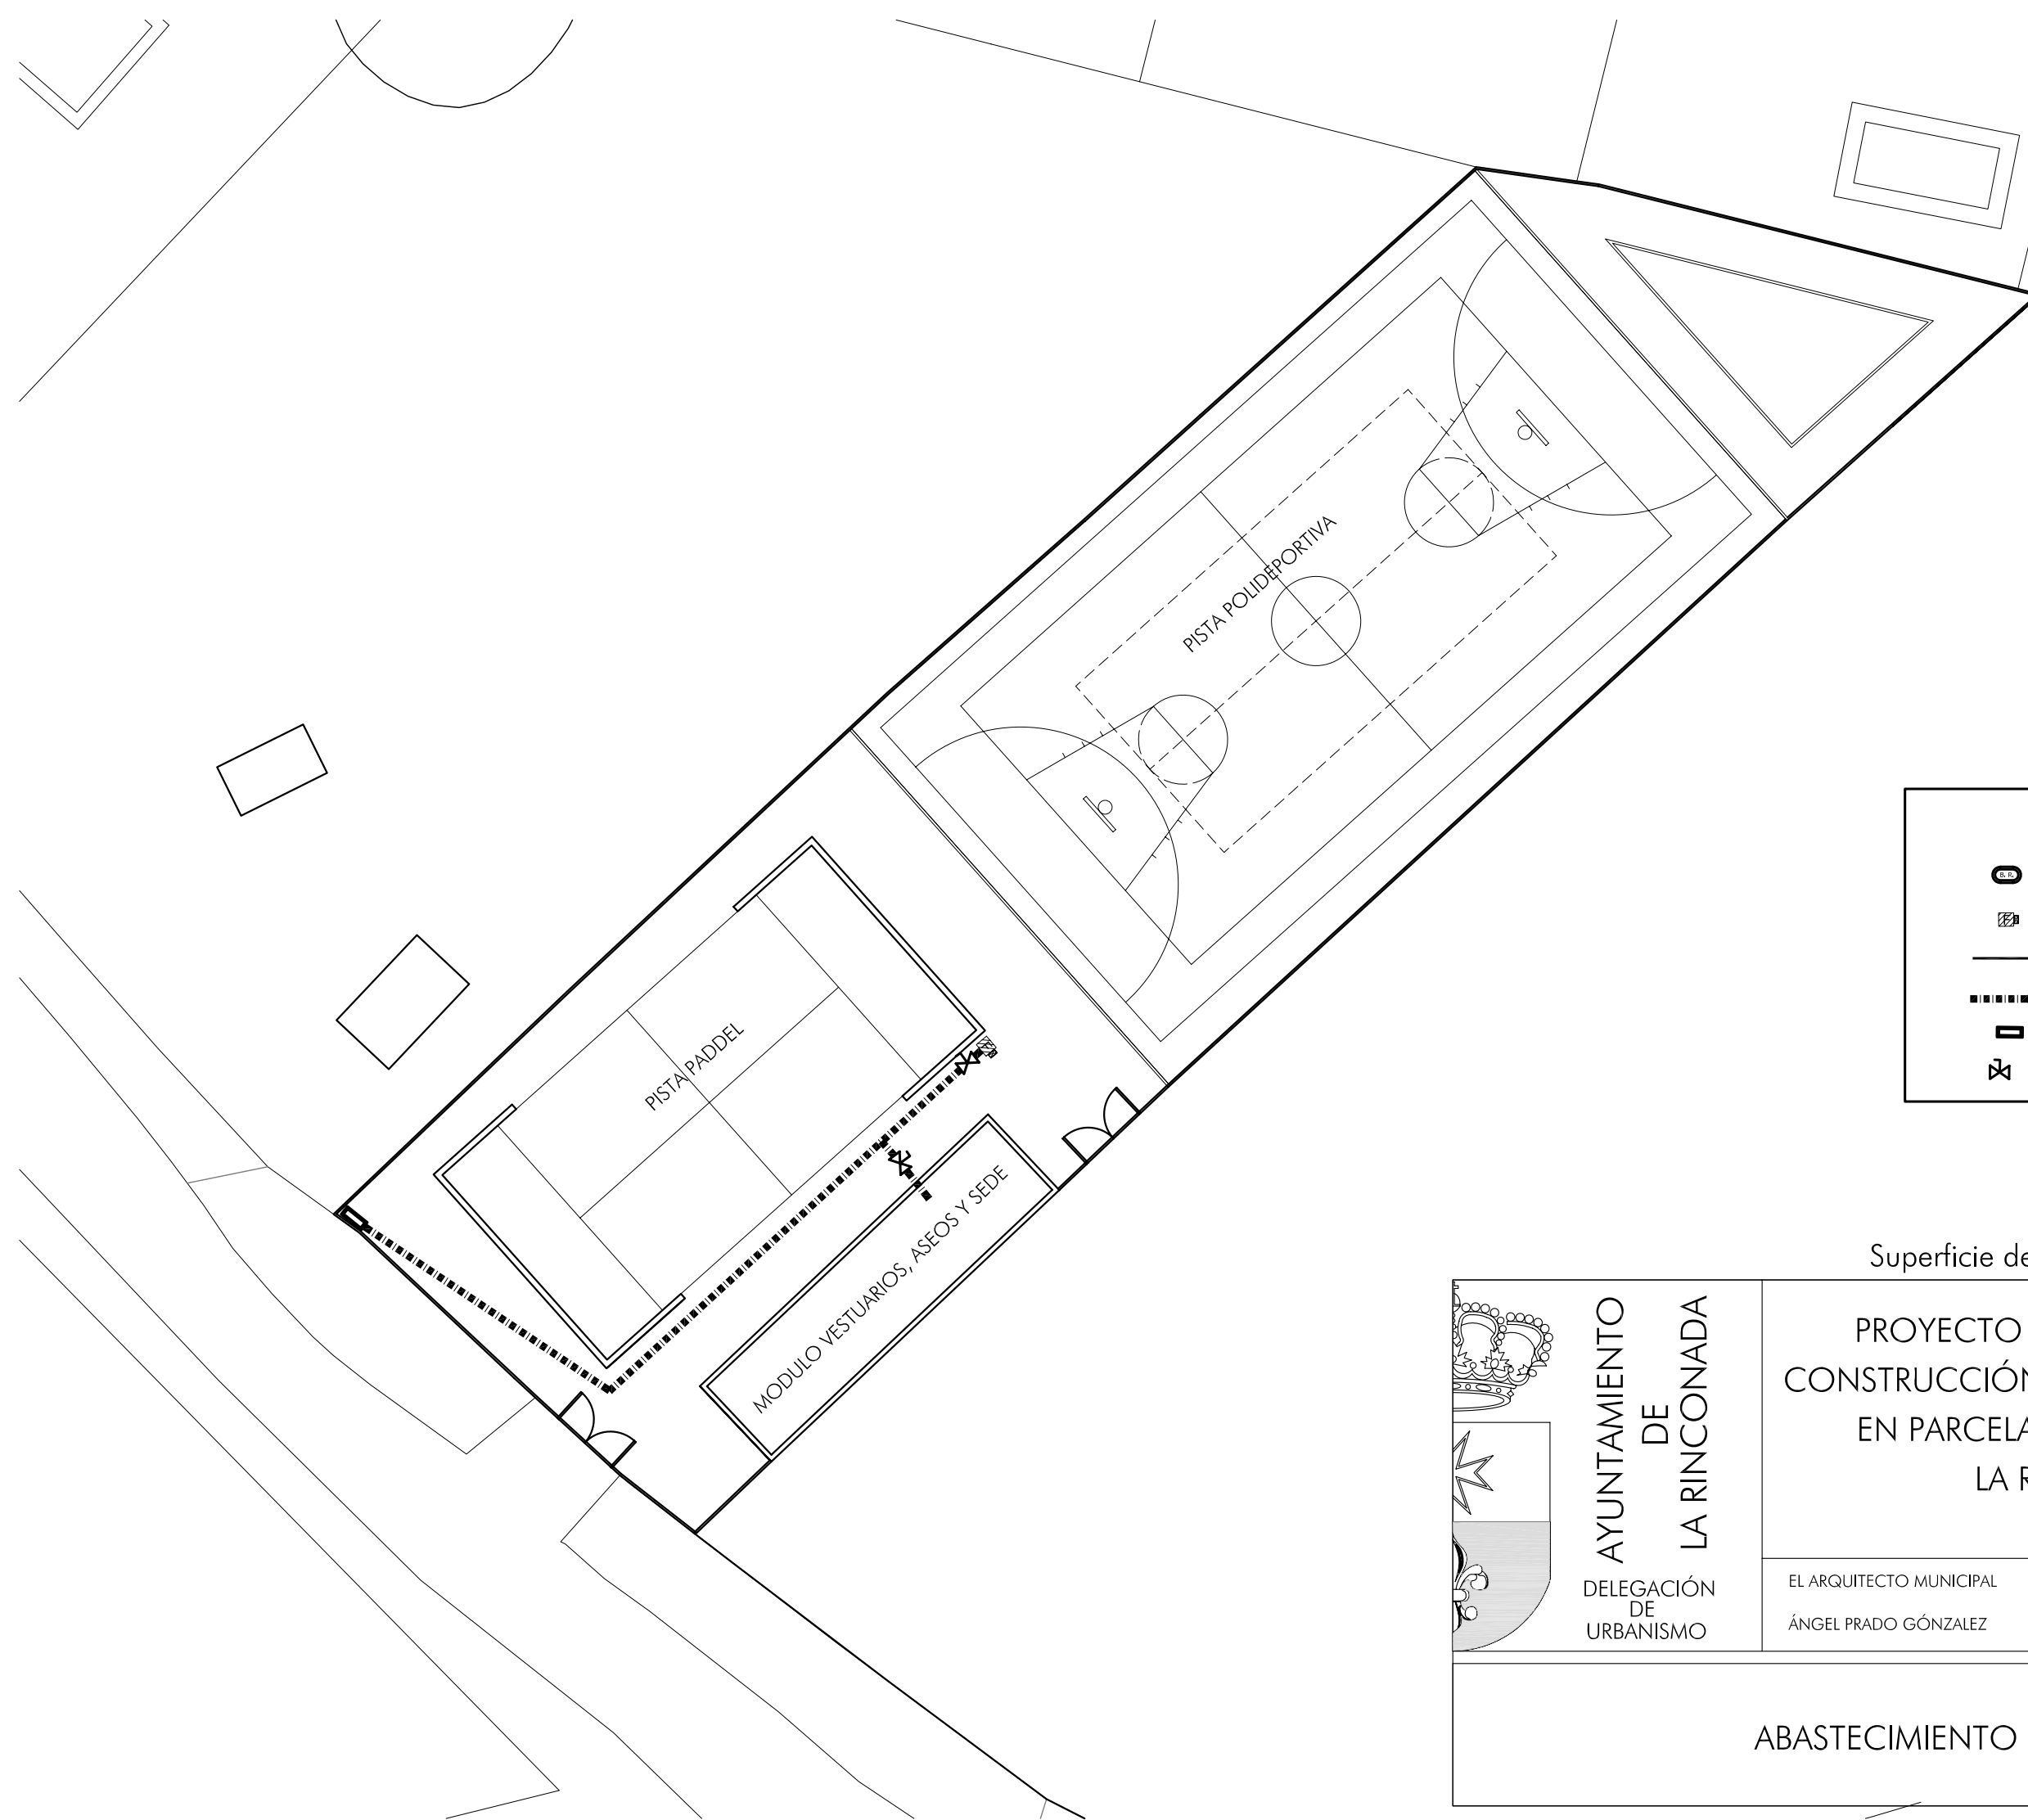 PISTA POLIDEPORTIVA
PISTA PADDEL
MODULO VESTUARIOS, ASEOS Y SEDE
B. R.
Superficie de
AYUNTAMIENTO
DE
LA RINCONADA
DELEGACIÓN
DE
URBANISMO
PROYECTO
CONSTRUCCIÓN
EN PARCELA
LA R
EL ARQUITECTO MUNICIPAL
ÁNGEL PRADO GÓNZALEZ
ABASTECIMIENTO